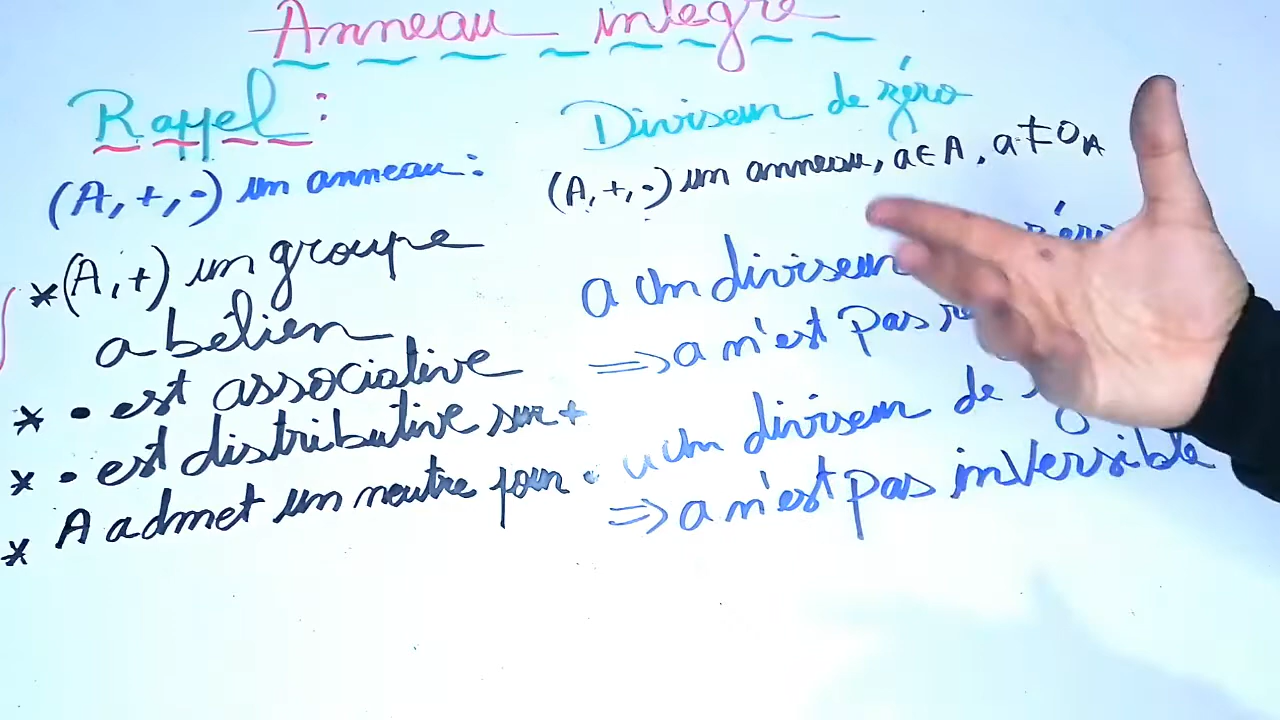 Anneau intègre
Rappel :
(A, +, •) un anneau :
*(A, +) un groupe
abélien
* • est associative
* • est distributive sur +
* A admet un neutre pour •
Diviseur de zéro
(A, +, •) un anneau, a ∈ A, a ≠ 0A
a un diviseur zéro
⇒ a n'est pas
un diviseur de
⇒ a n'est pas inversible